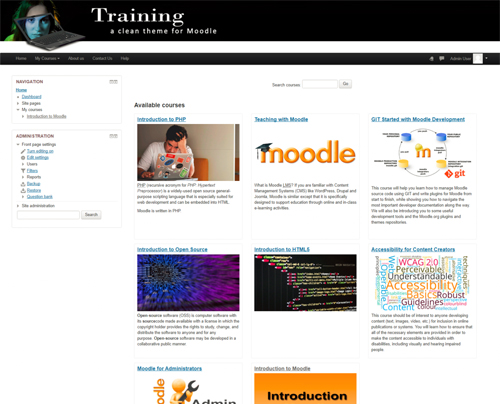 Training
a clean theme for Moodle
Home My Courses About us Contact Us Help
Admin User
NAVIGATION
Home
Dashboard
Site pages
My courses
Introduction to Moodle
ADMINISTRATION
Front page settings
Turn editing on
Edit settings
Users
Filters
Reports
Backup
Restore
Question bank
Site administration
Search
Search courses: Go
Available courses
Introduction to PHP
PHP (recursive acronym for PHP: Hypertext
Preprocessor) is a widely-used open source general-
purpose scripting language that is especially suited for
web development and can be embedded into HTML.
Moodle is written in PHP.
Teaching with Moodle
moodle
What is Moodle LMS? If you are familiar with Content
Management Systems (CMS) like WordPress, Drupal and
Joomla, Moodle is similar except that it is specifically
designed to support education through online and in-class
e-learning activities.
GIT Started with Moodle Development
git
This course will help you learn how to manage Moodle
source code using GIT and write plugins for Moodle from
start to finish, while showing you how to navigate the
most important developer documentation along the way.
We will also be introducing you to some useful
development tools and the Moodle.org plugins and
themes repositories.
Introduction to Open Source
Open-source software (OSS) is computer software with
its sourcecode made available with a license in which the
copyright holder provides the rights to study, change, and
distribute the software to anyone and for any
purpose. Open-source software may be developed in a
collaborative public manner.
Introduction to HTML5
Accessibility for Content Creators
WCAG 2.0
Perceivable
Understandable
Accessibility
Basics
Robust
Guidelines
Content colour
Operable
techniques
This course should be of interest to anyone developing
content (text, images, video, etc.) for inclusion in online
publications or systems. You will learn how to ensure that
all of the necessary elements are provided in order to
make the content accessible to individuals with
disabilities, including visually and hearing impaired
people.
Moodle for Administrators
Admin
Introduction to Moodle
Introduction